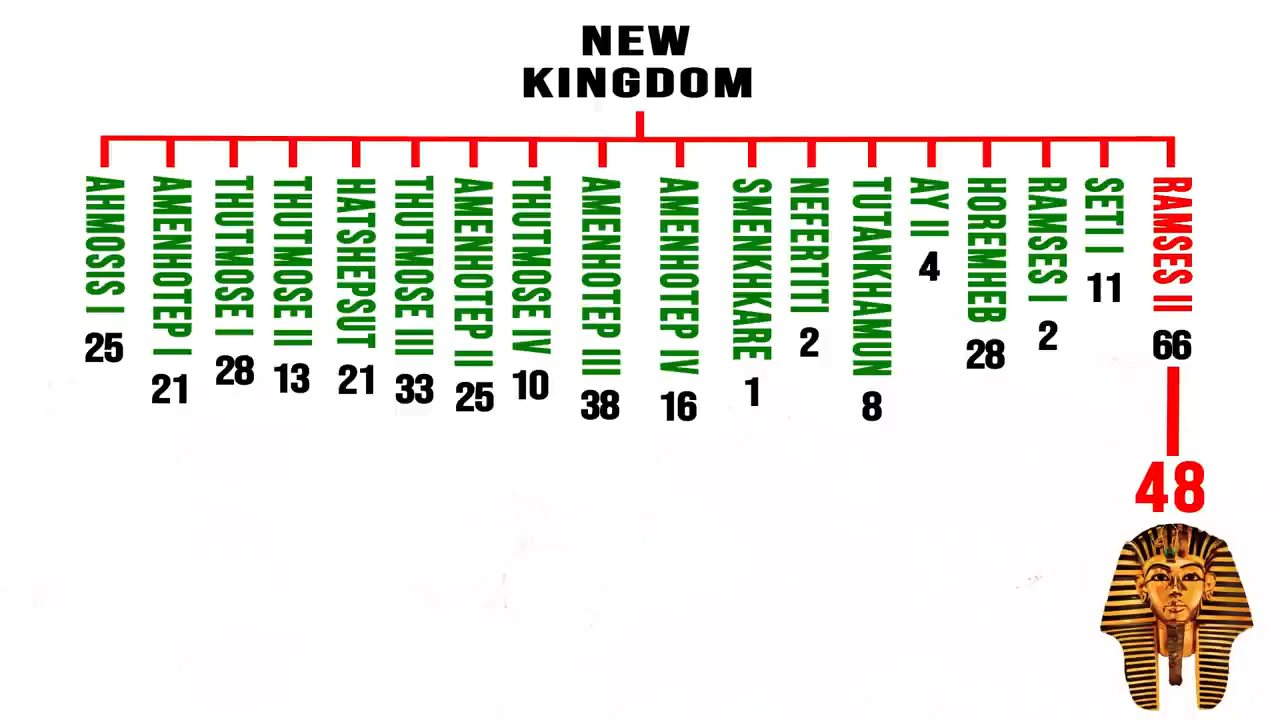 NEW
KINGDOM
AHMOSIS I
25
AMENHOTEP I
21
THUTMOSE I
28
THUTMOSE II
13
HATSHEPSUT
21
THUTMOSE III
33
AMENHOTEP II
25
THUTMOSE IV
10
AMENHOTEP III
38
AMENHOTEP IV
16
SMENKHKARE
1
NEFERTITI
2
TUTANKHAMUN
8
AY II
4
HOREMHEB
28
RAMSES I
2
SETI I
11
RAMSES II
66
48